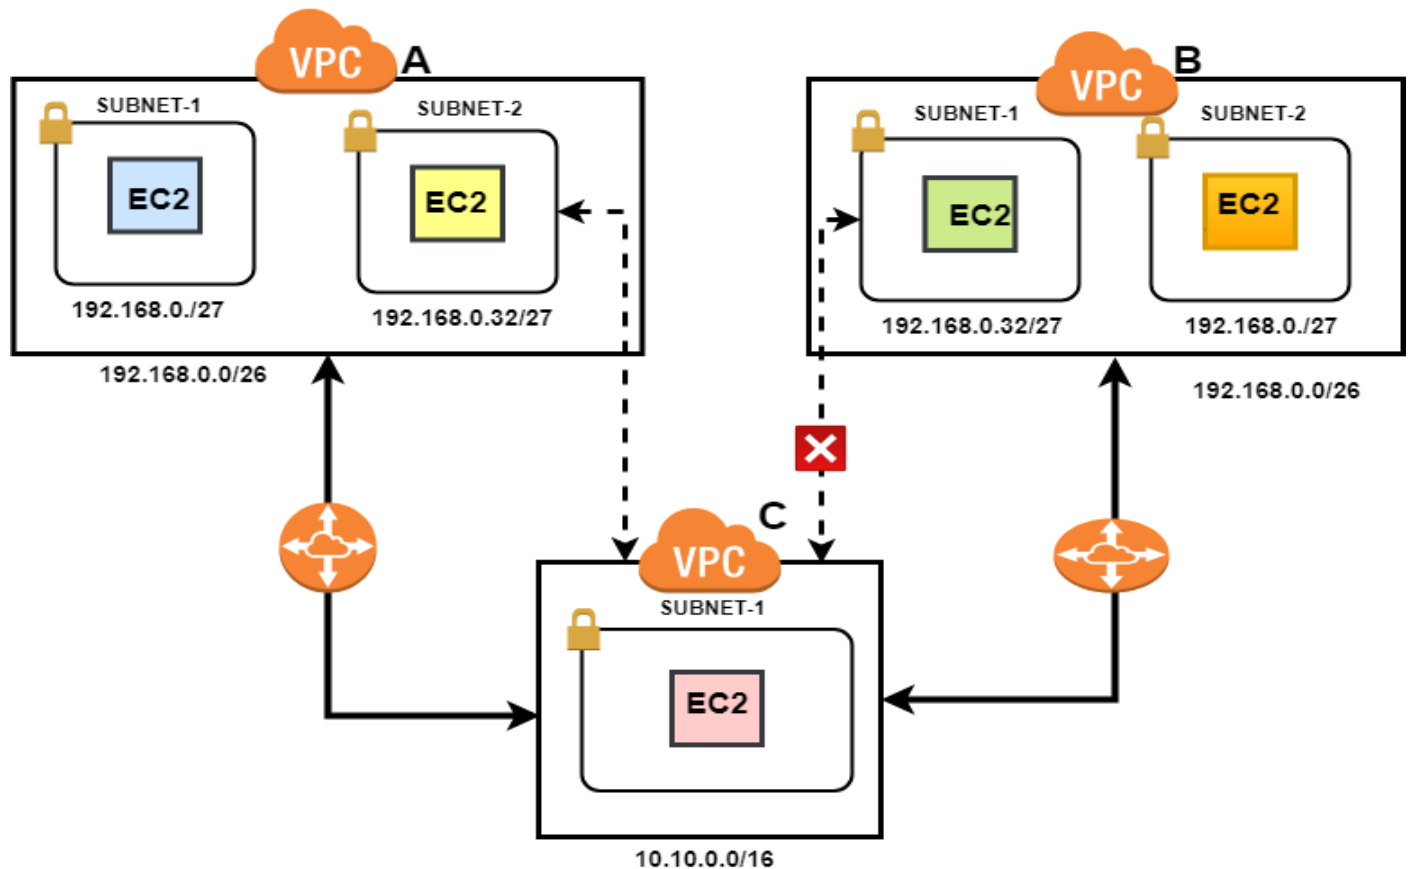 VPC A
SUBNET-1
SUBNET-2
EC2
EC2
192.168.0./27
192.168.0.32/27
192.168.0.0/26
VPC B
SUBNET-1
SUBNET-2
EC2
EC2
192.168.0.32/27
192.168.0./27
192.168.0.0/26
VPC C
SUBNET-1
EC2
10.10.0.0/16